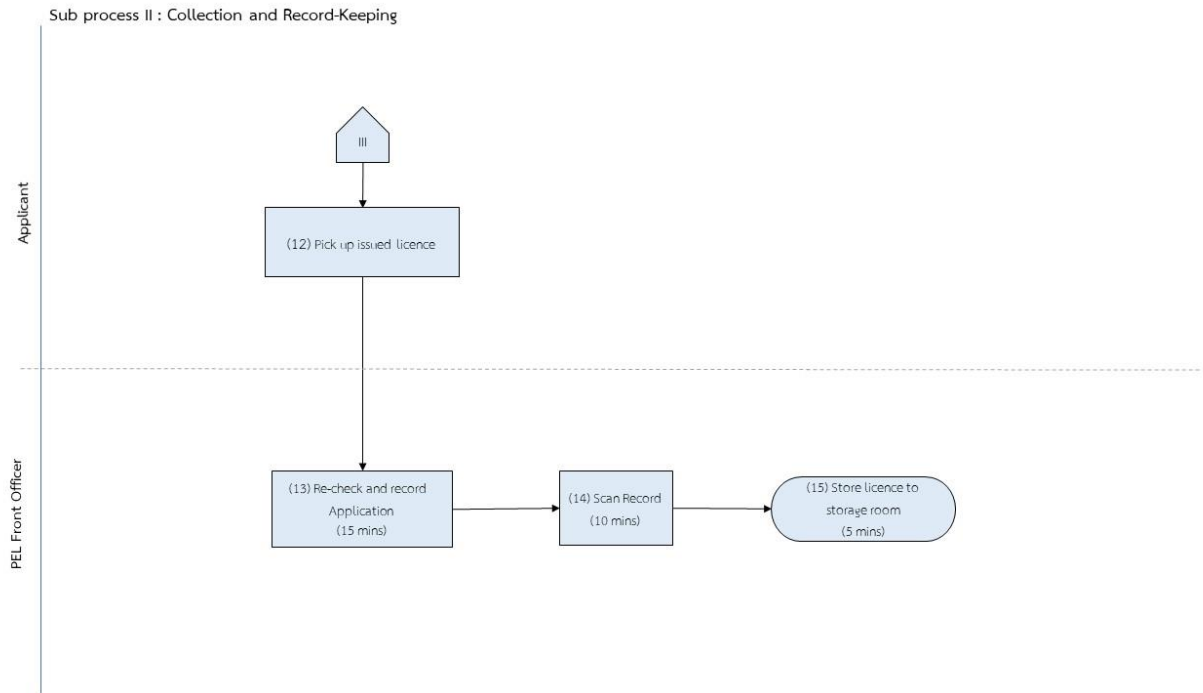 Sub process II : Collection and Record-Keeping
III
Applicant
(12) Pick up issued licence
PEL Front Officer
(13) Re-check and record
Application
(15 mins)
(14) Scan Record
(10 mins)
(15) Store licence to
storage room
(5 mins)